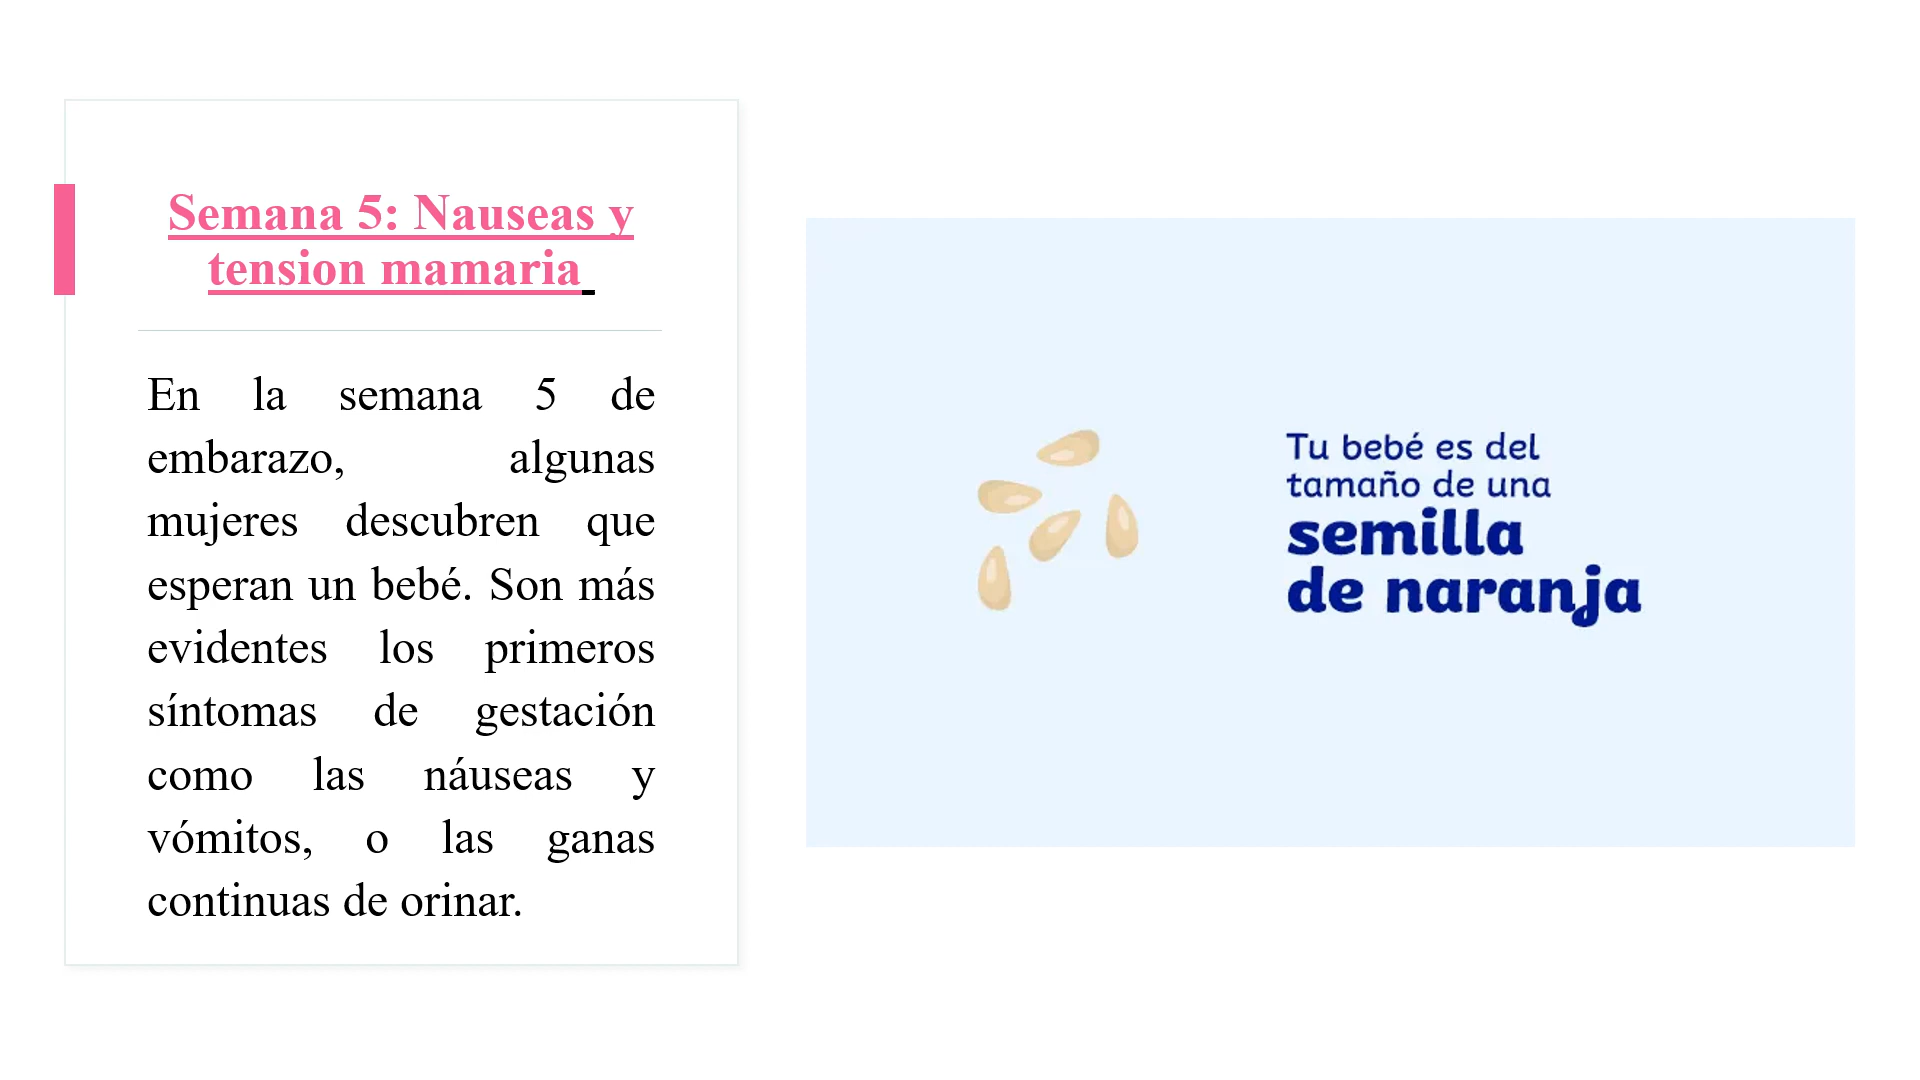 Semana 5: Nauseas y
tension mamaria
En la semana 5 de
embarazo, algunas
mujeres descubren que
esperan un bebé. Son más
evidentes los primeros
síntomas de gestación
como las náuseas y
vómitos, o las ganas
continuas de orinar.
Tu bebé es del
tamaño de una
semilla
de naranja